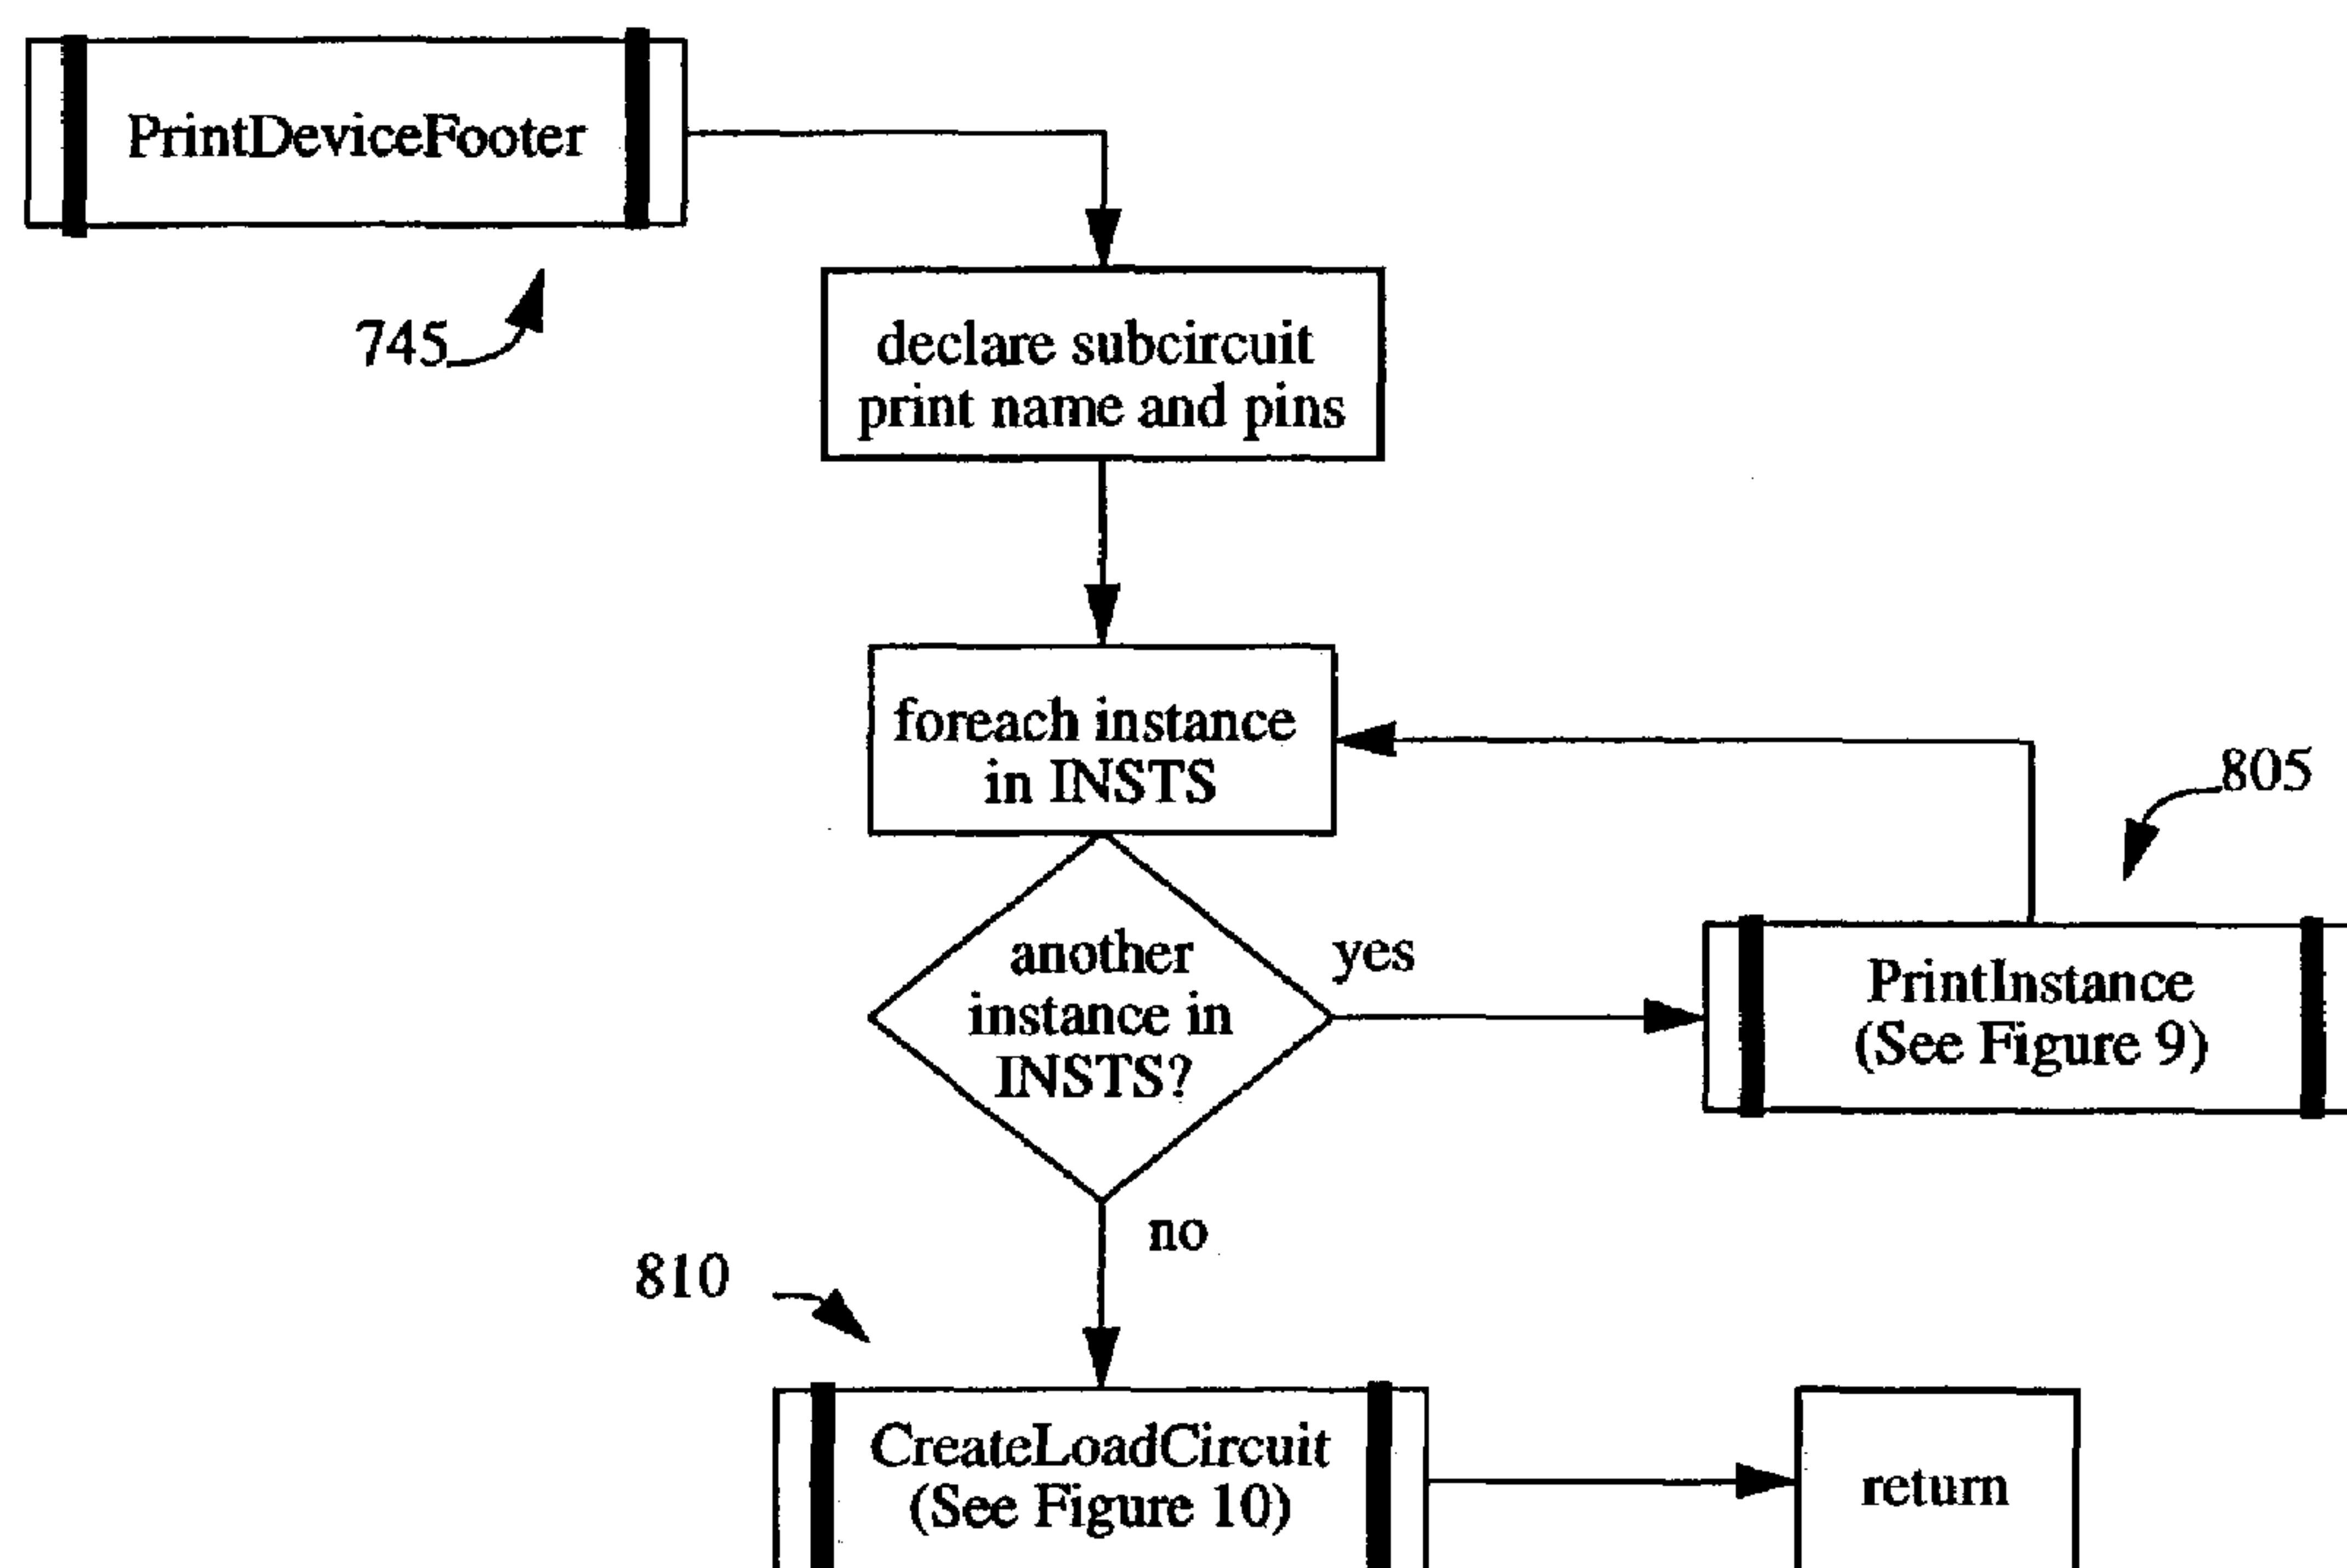 PrintDeviceFooter
745
declare subcircuit
print name and pins
foreach instance
in INSTS
805
another
instance in
INSTS?
yes
PrintInstance
(See Figure 9)
no
810
CreateLoadCircuit
(See Figure 10)
return